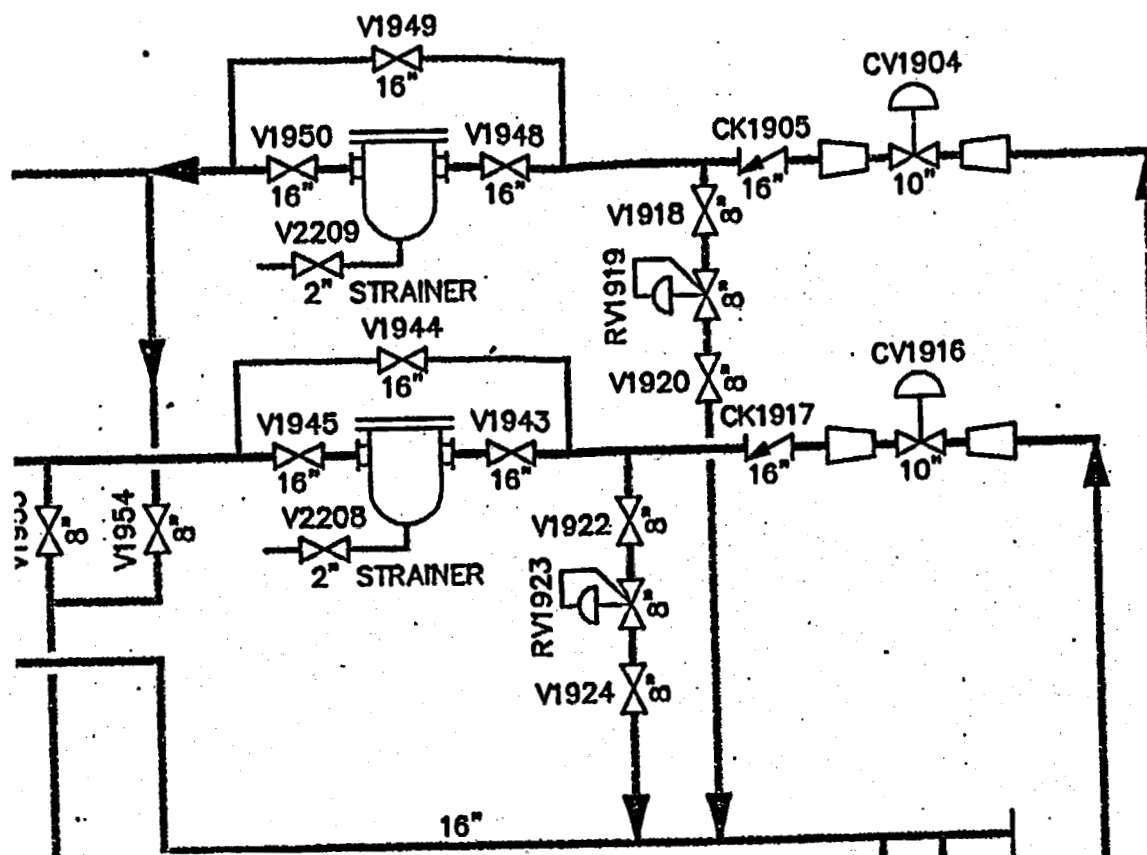 V1949
16"
CV1904
V1950
V1948
CK1905
16"
16"
16"
10"
V1918
8"
V2209
2" STRAINER
RV1919
8"
V1944
16"
V1920
8"
CV1916
V1945
V1943
CK1917
16"
16"
16"
10"
V1954
8"
8"
V2208
2" STRAINER
V1922
8"
RV1923
8"
V1924
8"
16"